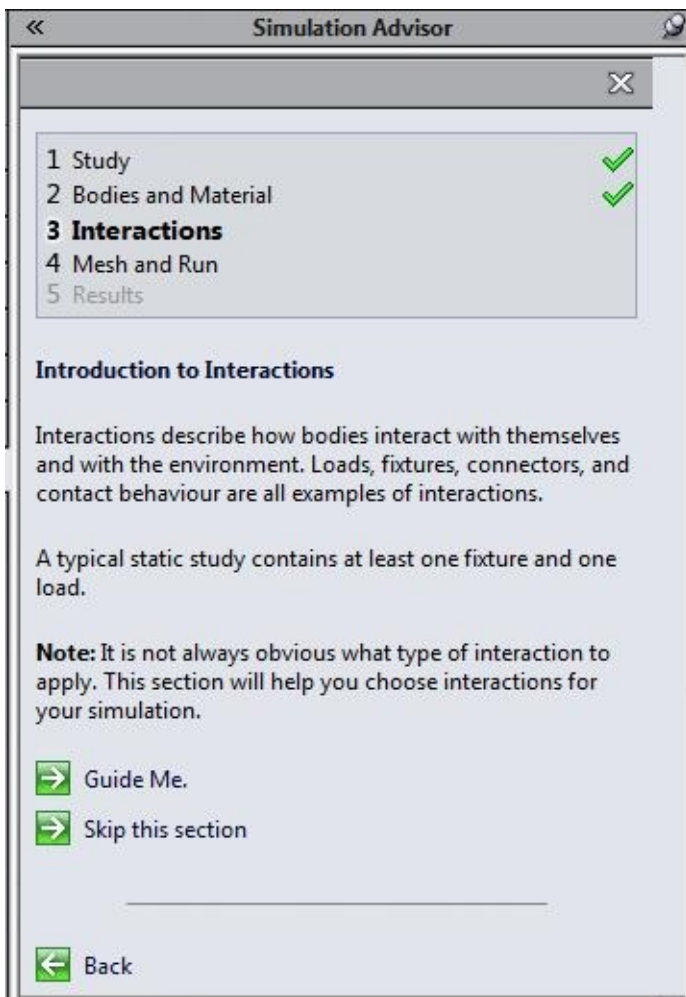 Simulation Advisor
1 Study
2 Bodies and Material
3 Interactions
4 Mesh and Run
5 Results
Introduction to Interactions
Interactions describe how bodies interact with themselves
and with the environment. Loads, fixtures, connectors, and
contact behaviour are all examples of interactions.
A typical static study contains at least one fixture and one
load.
Note: It is not always obvious what type of interaction to
apply. This section will help you choose interactions for
your simulation.
Guide Me.
Skip this section
Back